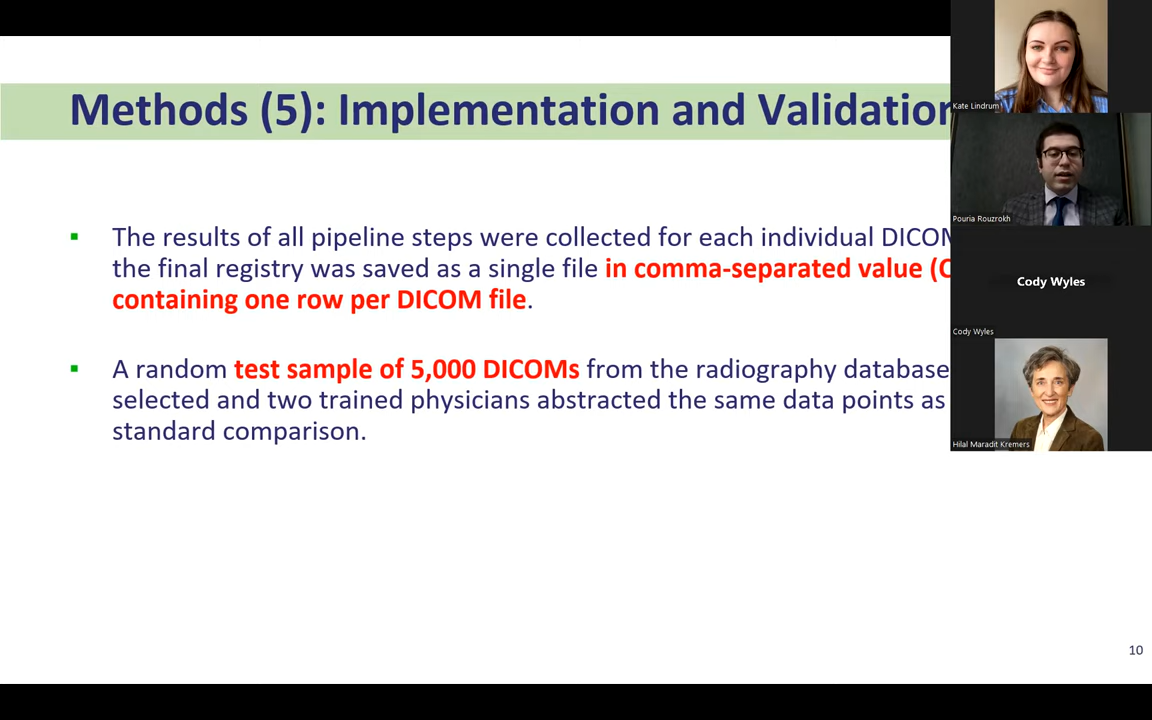 Methods (5): Implementation and Validation
The results of all pipeline steps were collected for each individual DICOM
the final registry was saved as a single file in comma-separated value (C
containing one row per DICOM file.
A random test sample of 5,000 DICOMs from the radiography database
selected and two trained physicians abstracted the same data points as
standard comparison.
10
Kate Lindrum
Pouria Rouzrokh
Cody Wyles
Cody Wyles
Hilal Maradit Kremers